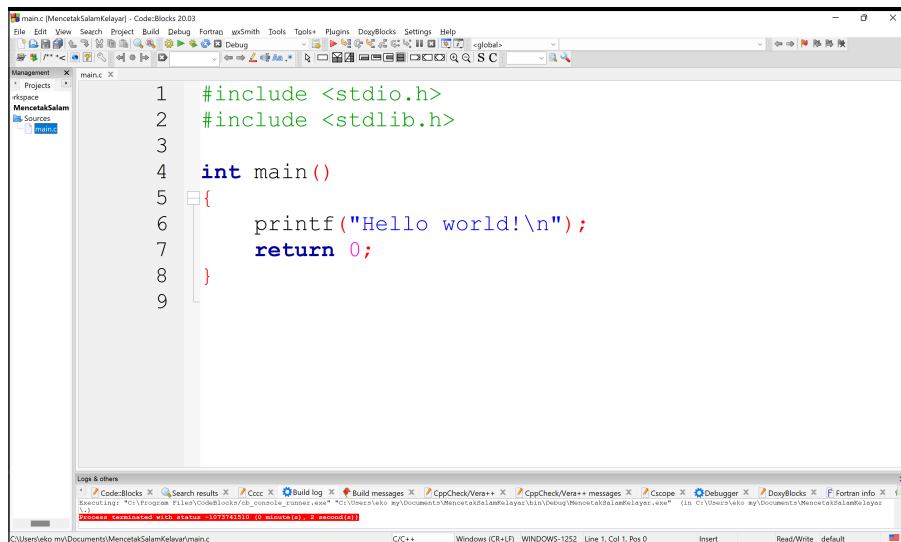 main.c [MencetakSalamKelayar] - Code::Blocks 20.03
File Edit View Search Project Build Debug Fortran wxSmith Tools Tools+ Plugins DoxyBlocks Settings Help
Debug <global>
/** *< Aa .* S C
Management X main.c X
Projects
rkspace
MencetakSalam
Sources
main.c
1 #include <stdio.h>
2 #include <stdlib.h>
3
4 int main()
5 {
6 printf("Hello world!\n");
7 return 0;
8 }
9
Logs & others
Code::Blocks X Search results X Cccc X Build log X Build messages X CppCheck/Vera++ X CppCheck/Vera++ messages X Cscope X Debugger X DoxyBlocks X Fortran info X
Executing: "C:\Program Files\CodeBlocks/cb_console_runner.exe" "C:\Users\eko my\Documents\MencetakSalamKelayar\bin\Debug\MencetakSalamKelayar.exe" (in C:\Users\eko my\Documents\MencetakSalamKelayar
\.)
Process terminated with status -1073741510 (0 minute(s), 2 second(s))
C:\Users\eko my\Documents\MencetakSalamKelayar\main.c C/C++ Windows (CR+LF) WINDOWS-1252 Line 1, Col 1, Pos 0 Insert Read/Write default